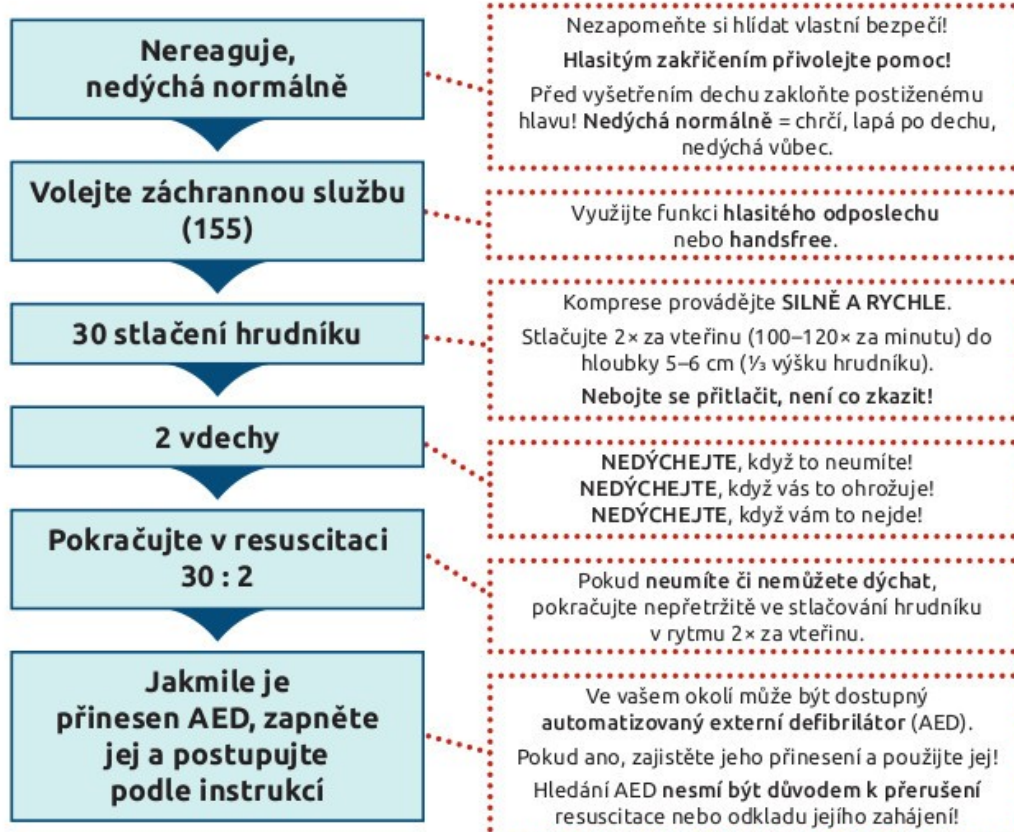 Nereaguje,
nedýchá normálně
Nezapomeňte si hlídat vlastní bezpečí!
Hlasitým zakřičením přivolejte pomoc!
Před vyšetřením dechu zakloňte postiženému
hlavu! Nedýchá normálně = chrčí, lapá po dechu,
nedýchá vůbec.
Volejte záchrannou službu
(155)
Využijte funkci hlasitého odposlechu
nebo handsfree.
30 stlačení hrudníku
Komprese provádějte SILNĚ A RYCHLE.
Stlačujte 2× za vteřinu (100–120× za minutu) do
hloubky 5–6 cm (⅓ výšku hrudníku).
Nebojte se přitlačit, není co zkazit!
2 vdechy
NEDÝCHEJTE, když to neumíte!
NEDÝCHEJTE, když vás to ohrožuje!
NEDÝCHEJTE, když vám to nejde!
Pokračujte v resuscitaci
30 : 2
Pokud neumíte či nemůžete dýchat,
pokračujte nepřetržitě ve stlačování hrudníku
v rytmu 2× za vteřinu.
Jakmile je
přinesen AED, zapněte
jej a postupujte
podle instrukcí
Ve vašem okolí může být dostupný
automatizovaný externí defibrilátor (AED).
Pokud ano, zajistěte jeho přinesení a použijte jej!
Hledání AED nesmí být důvodem k přerušení
resuscitace nebo odkladu jejího zahájení!